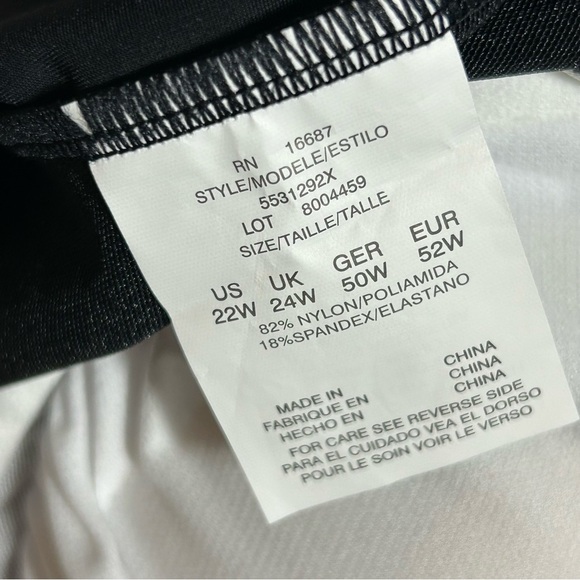 RN 16687
STYLE/MODELE/ESTILO
5531292X
LOT 8004459
SIZE/TAILLE/TALLE
US UK GER EUR
22W 24W 50W 52W
82% NYLON/POLIAMIDA
18%SPANDEX/ELASTANO
MADE IN CHINA
FABRIQUE EN CHINA
HECHO EN CHINA
FOR CARE SEE REVERSE SIDE
PARA EL CUIDADO VEA EL DORSO
POUR LE SOIN VOIR LE VERSO